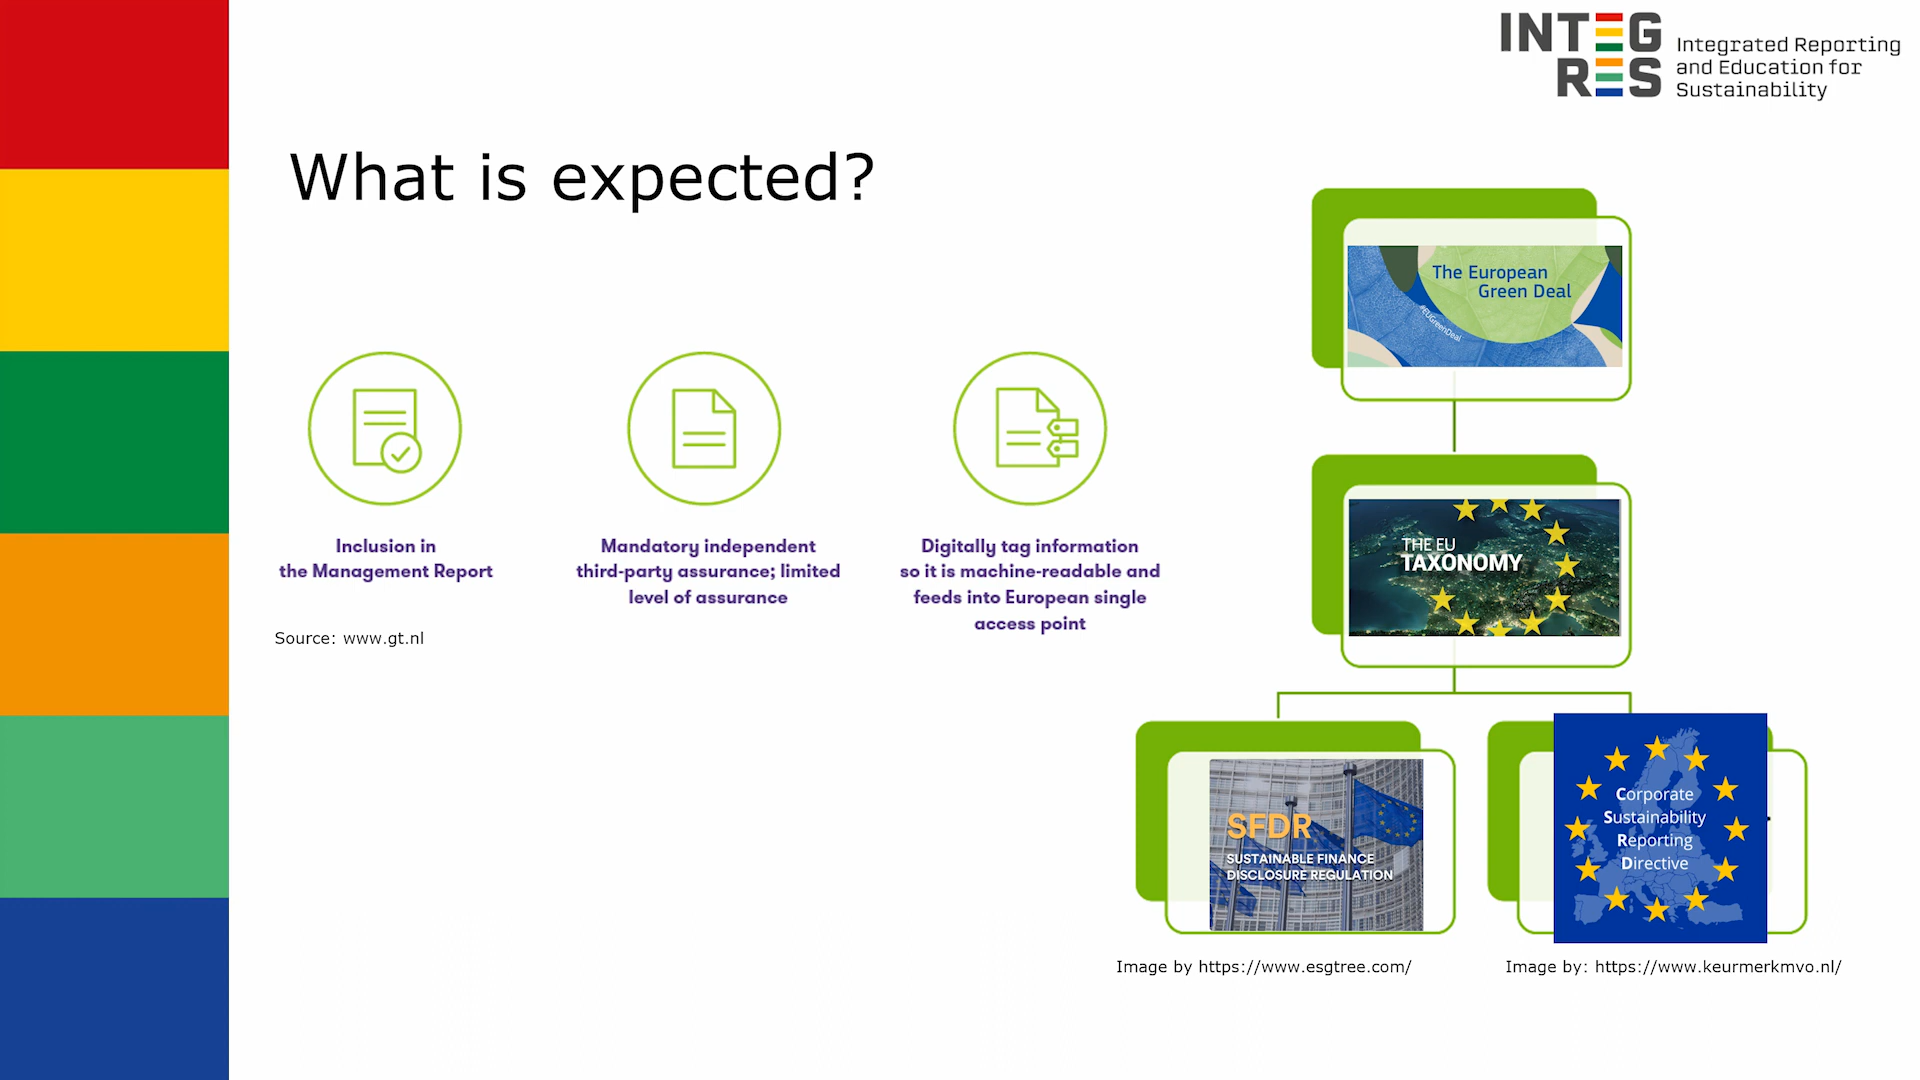 INTEG
RES
Integrated Reporting
and Education for
Sustainability
What is expected?
Inclusion in
the Management Report
Mandatory independent
third-party assurance; limited
level of assurance
Digitally tag information
so it is machine-readable and
feeds into European single
access point
Source: www.gt.nl
The European
Green Deal
#EUGreenDeal
THE EU
TAXONOMY
SFDR
SUSTAINABLE FINANCE
DISCLOSURE REGULATION
Corporate
Sustainability
Reporting
Directive
Image by https://www.esgtree.com/
Image by: https://www.keurmerkmvo.nl/